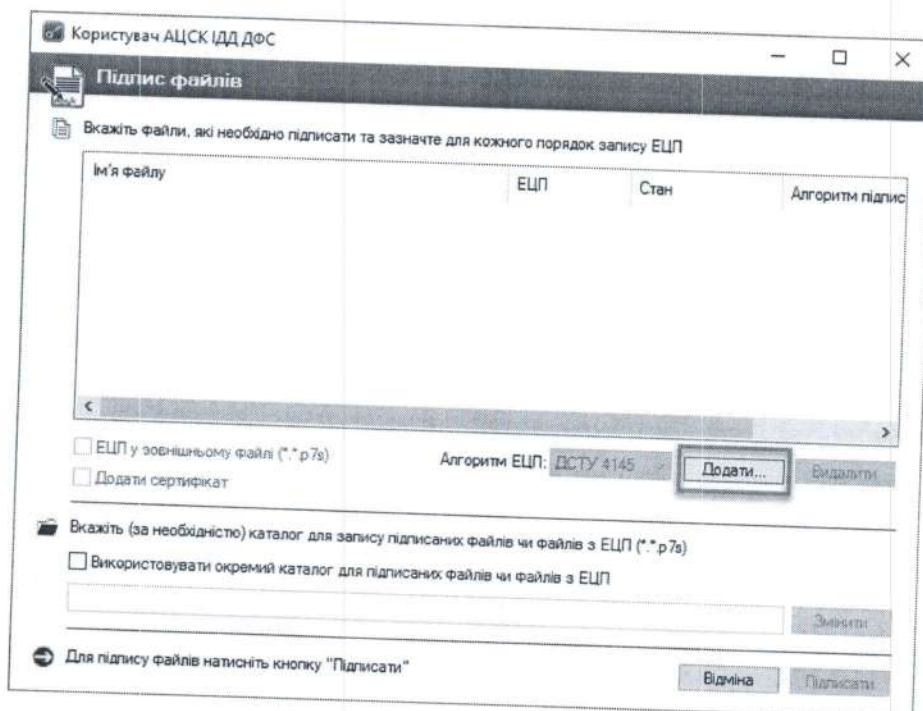 Користувач АЦСК ІДД ДФС
Підпис файлів
Вкажіть файли, які необхідно підписати та зазначте для кожного порядок запису ЕЦП
Ім'я файлу ЕЦП Стан Алгоритм підпис
ЕЦП у зовнішньому файлі (*.*.p7s)
Алгоритм ЕЦП: ДСТУ 4145 Додати... Видалити
Додати сертифікат
Вкажіть (за необхідністю) каталог для запису підписаних файлів чи файлів з ЕЦП (*.*.p7s)
Використовувати окремий каталог для підписаних файлів чи файлів з ЕЦП
Змінити
Для підпису файлів натисніть кнопку "Підписати"
Відміна Підписати